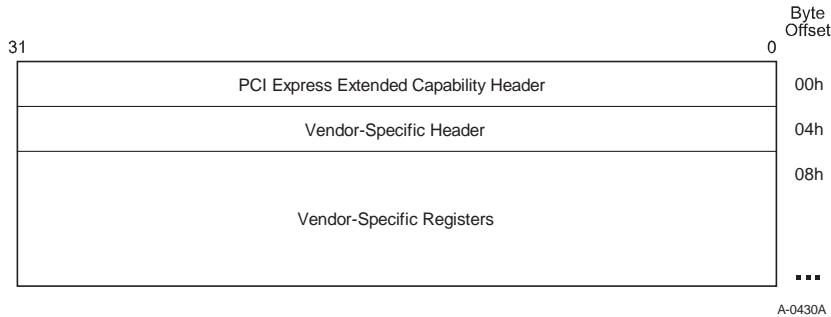 Byte
Offset
31 0
PCI Express Extended Capability Header 00h
Vendor-Specific Header 04h
08h
Vendor-Specific Registers
...
A-0430A